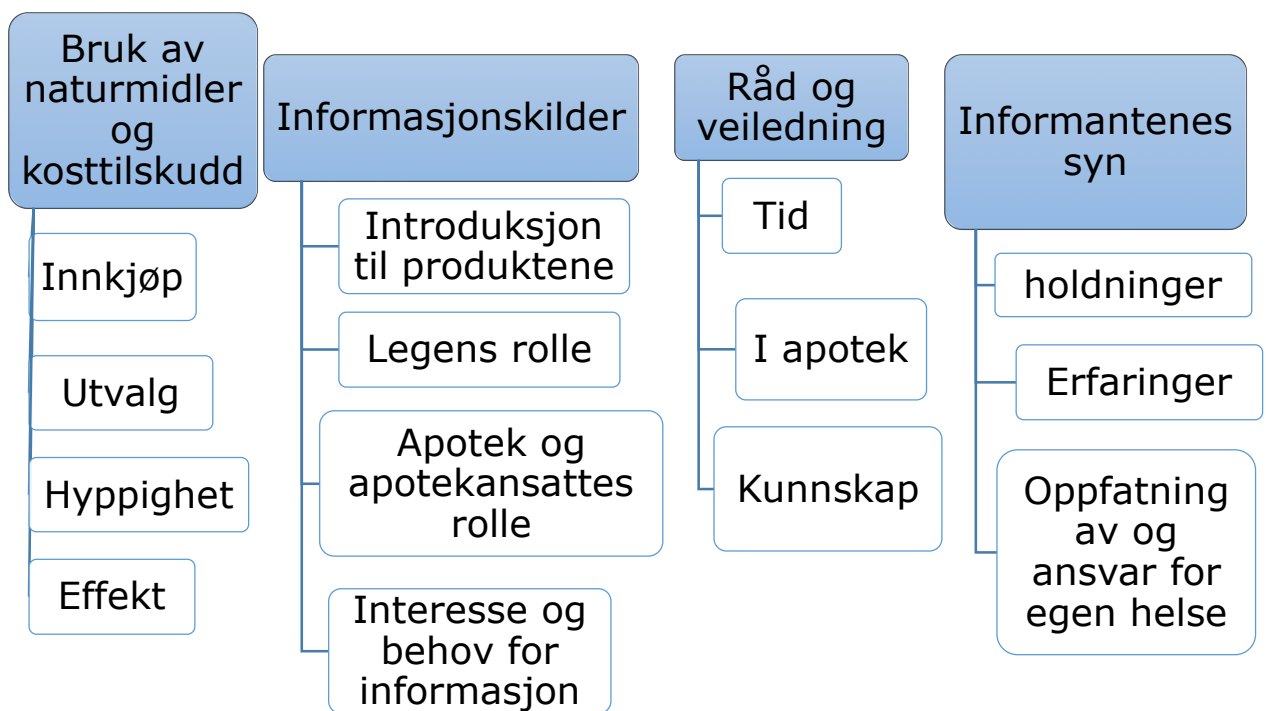 Bruk av
naturmidler
og
kosttilskudd
Innkjøp
Utvalg
Hyppighet
Effekt
Informasjonskilder
Introduksjon
til produktene
Legens rolle
Apotek og
apotekansattes
rolle
Interesse og
behov for
informasjon
Råd og
veiledning
Tid
I apotek
Kunnskap
Informantenes
syn
holdninger
Erfaringer
Oppfatning
av og
ansvar for
egen helse